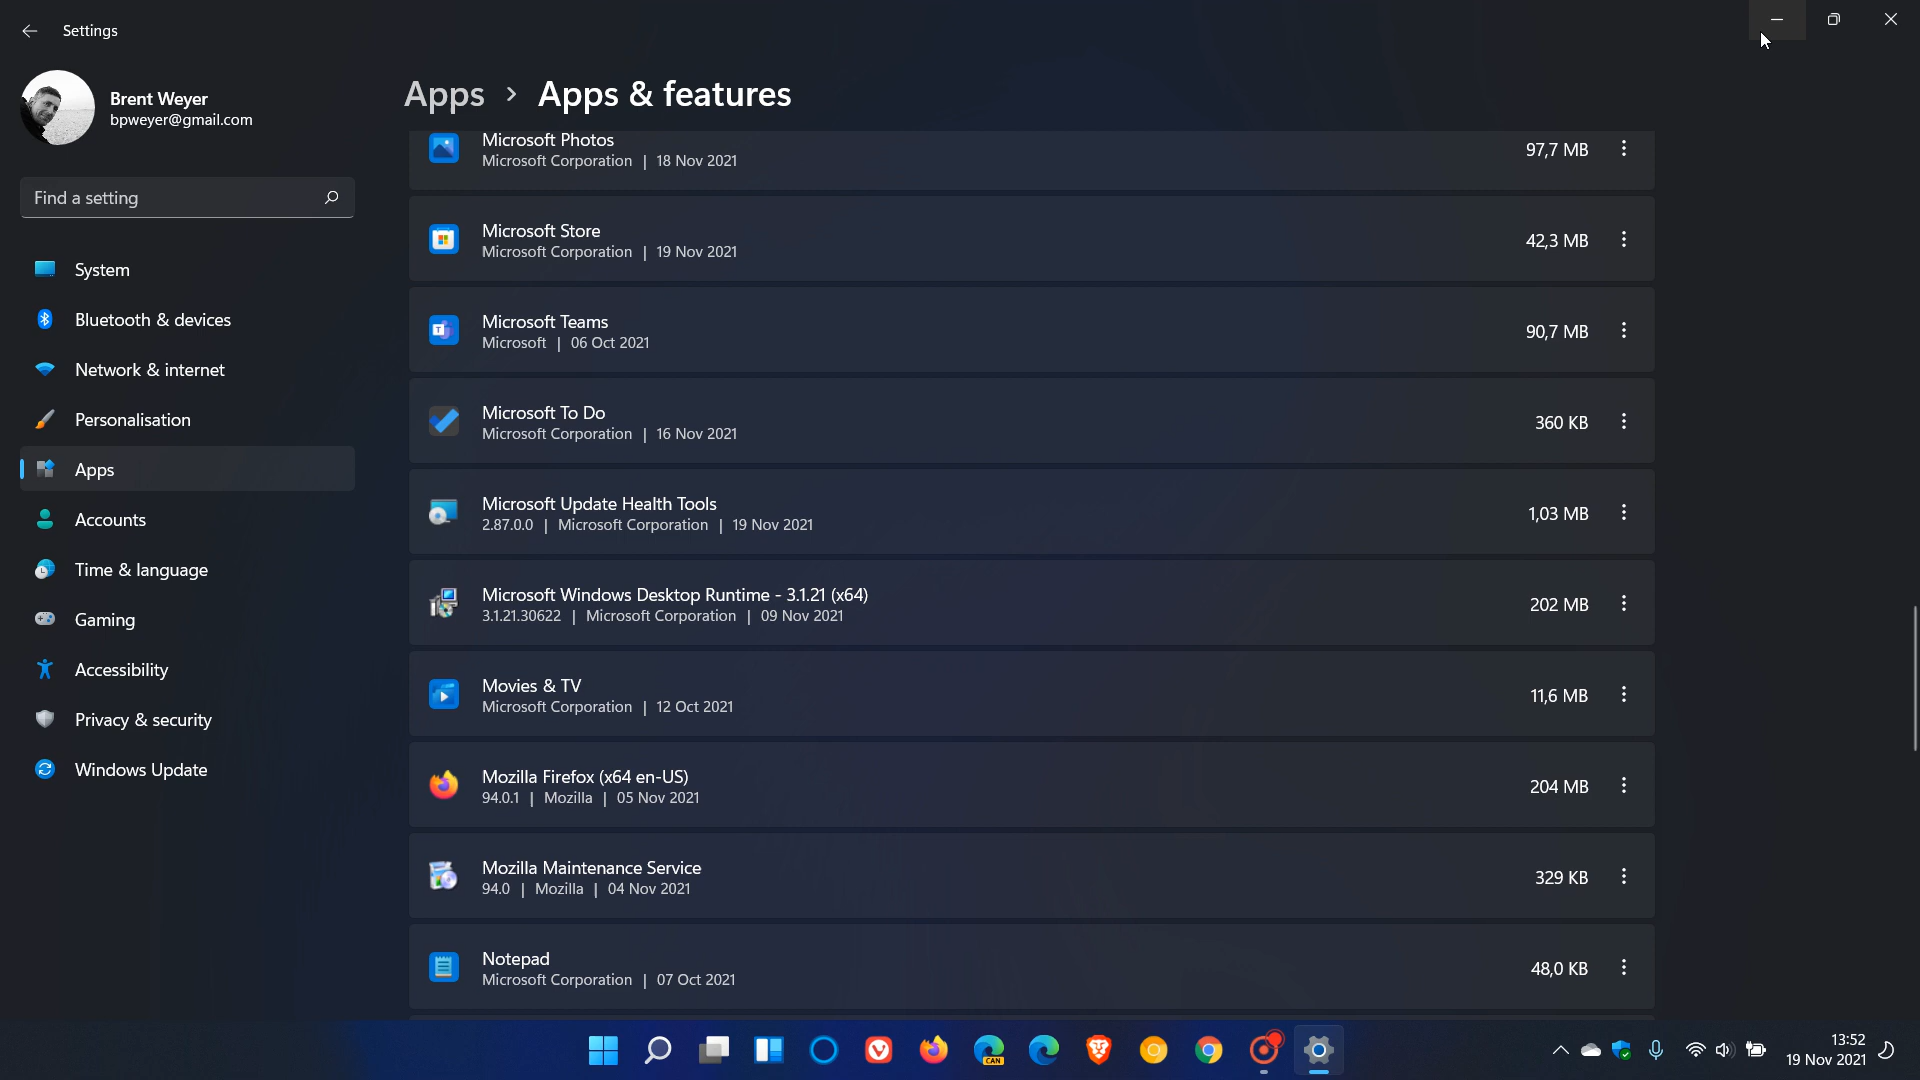 Settings
Brent Weyer
bpweyer@gmail.com
Find a setting
System
Bluetooth & devices
Network & internet
Personalisation
Apps
Accounts
Time & language
Gaming
Accessibility
Privacy & security
Windows Update
Apps > Apps & features
Microsoft Photos
Microsoft Corporation | 18 Nov 2021
97,7 MB
Microsoft Store
Microsoft Corporation | 19 Nov 2021
42,3 MB
Microsoft Teams
Microsoft | 06 Oct 2021
90,7 MB
Microsoft To Do
Microsoft Corporation | 16 Nov 2021
360 KB
Microsoft Update Health Tools
2.87.0.0 | Microsoft Corporation | 19 Nov 2021
1,03 MB
Microsoft Windows Desktop Runtime - 3.1.21 (x64)
3.1.21.30622 | Microsoft Corporation | 09 Nov 2021
202 MB
Movies & TV
Microsoft Corporation | 12 Oct 2021
11,6 MB
Mozilla Firefox (x64 en-US)
94.0.1 | Mozilla | 05 Nov 2021
204 MB
Mozilla Maintenance Service
94.0 | Mozilla | 04 Nov 2021
329 KB
Notepad
Microsoft Corporation | 07 Oct 2021
48,0 KB
CAN
13:52
19 Nov 2021